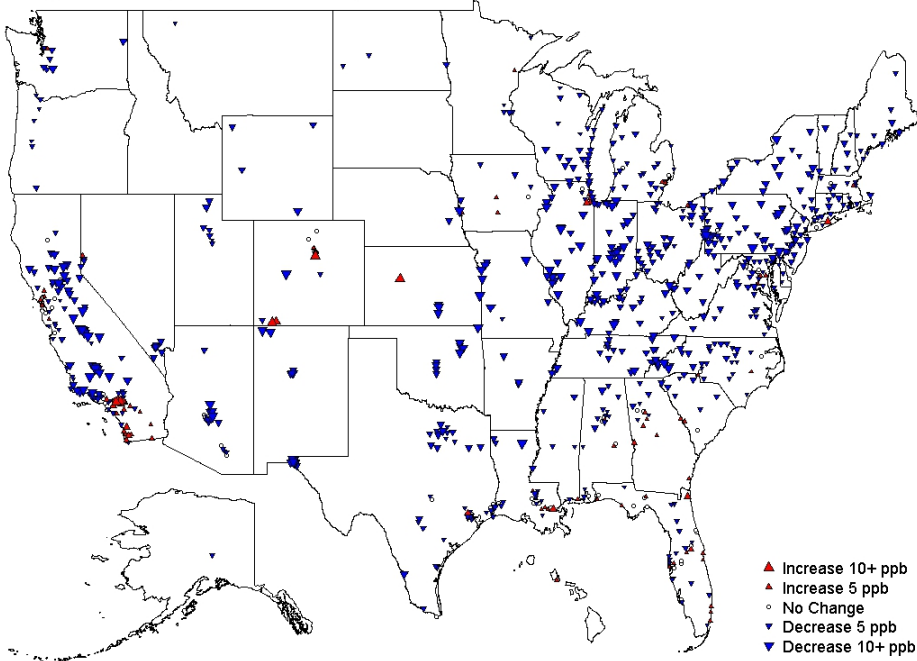 Increase 10+ ppb
Increase 5 ppb
No Change
Decrease 5 ppb
Decrease 10+ ppb